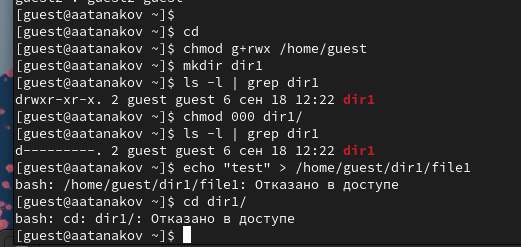 guest2 : guest2 guest
[guest@aatanakov ~]$
[guest@aatanakov ~]$ cd
[guest@aatanakov ~]$ chmod g+rwx /home/guest
[guest@aatanakov ~]$ mkdir dir1
[guest@aatanakov ~]$ ls -l | grep dir1
drwxr-xr-x. 2 guest guest 6 сен 18 12:22 dir1
[guest@aatanakov ~]$ chmod 000 dir1/
[guest@aatanakov ~]$ ls -l | grep dir1
d---------. 2 guest guest 6 сен 18 12:22 dir1
[guest@aatanakov ~]$ echo "test" > /home/guest/dir1/file1
bash: /home/guest/dir1/file1: Отказано в доступе
[guest@aatanakov ~]$ cd dir1/
bash: cd: dir1/: Отказано в доступе
[guest@aatanakov ~]$